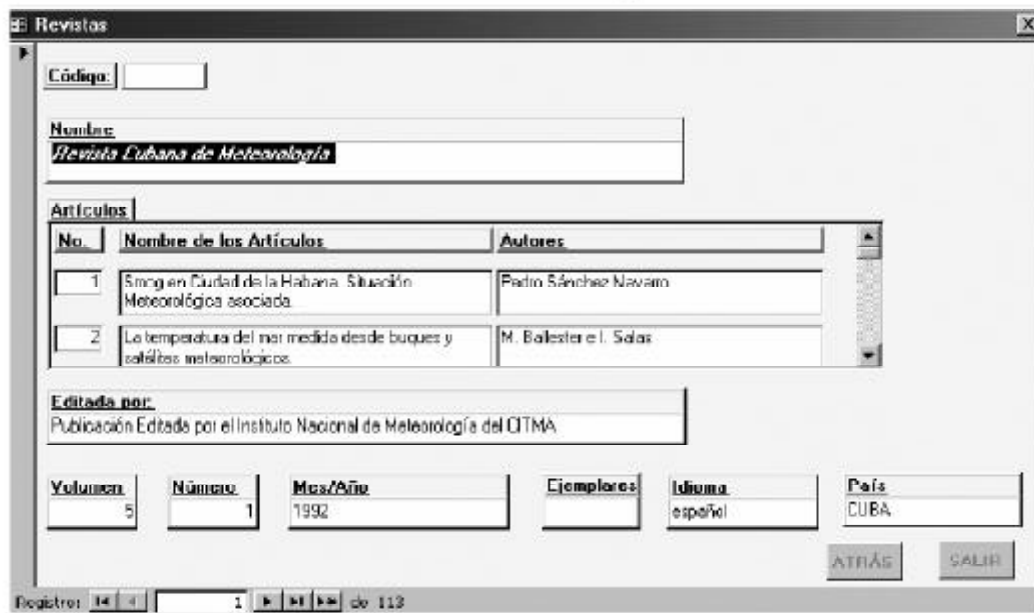 Revistas
Código:
Nombre
Revista Cubana de Meteorología
Artículos
No. Nombre de los Artículos Autores
1 Smog en Ciudad de la Habana. Situación Pedro Sánchez Navarro
Meteorológica asociada.
2 La temperatura del mar medida desde buques y M. Ballester e I. Salas
satélites meteorológicos.
Editada por:
Publicación Editada por el Instituto Nacional de Meteorología del CITMA
Volumen Número Mes/Año Ejemplares Idioma País
5 1 1992 español CUBA
ATRÁS SALIR
Registro: 1 de 113